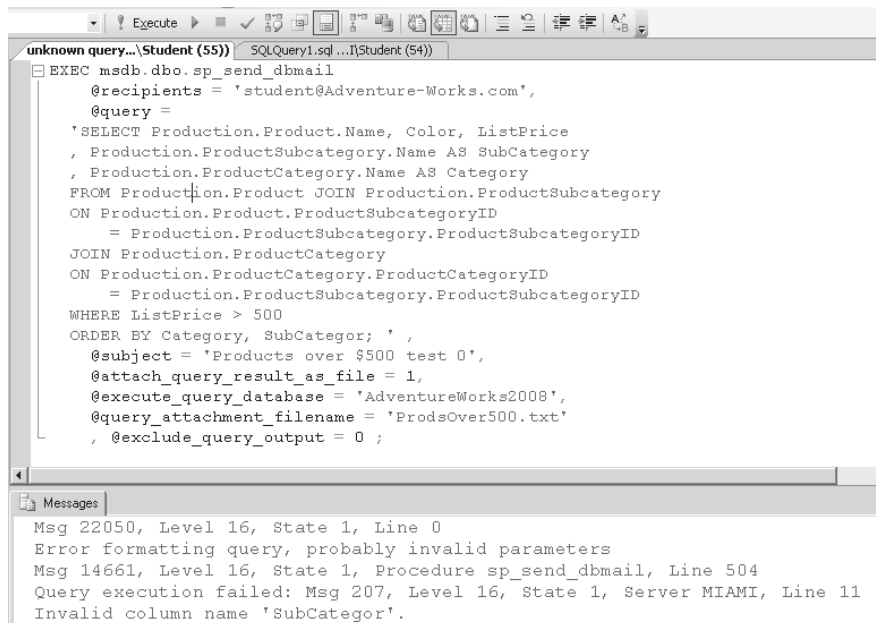 Execute
unknown query...\Student (55))  SQLQuery1.sql ...I\Student (54))
EXEC msdb.dbo.sp_send_dbmail
@recipients = 'student@Adventure-Works.com',
@query =
'SELECT Production.Product.Name, Color, ListPrice
, Production.ProductSubcategory.Name AS SubCategory
, Production.ProductCategory.Name AS Category
FROM Production.Product JOIN Production.ProductSubcategory
ON Production.Product.ProductSubcategoryID
= Production.ProductSubcategory.ProductSubcategoryID
JOIN Production.ProductCategory
ON Production.ProductCategory.ProductCategoryID
= Production.ProductSubcategory.ProductSubcategoryID
WHERE ListPrice > 500
ORDER BY Category, SubCategor; ' ,
@subject = 'Products over $500 test 0',
@attach_query_result_as_file = 1,
@execute_query_database = 'AdventureWorks2008',
@query_attachment_filename = 'ProdsOver500.txt'
, @exclude_query_output = 0 ;
Messages
Msg 22050, Level 16, State 1, Line 0
Error formatting query, probably invalid parameters
Msg 14661, Level 16, State 1, Procedure sp_send_dbmail, Line 504
Query execution failed: Msg 207, Level 16, State 1, Server MIAMI, Line 11
Invalid column name 'SubCategor'.